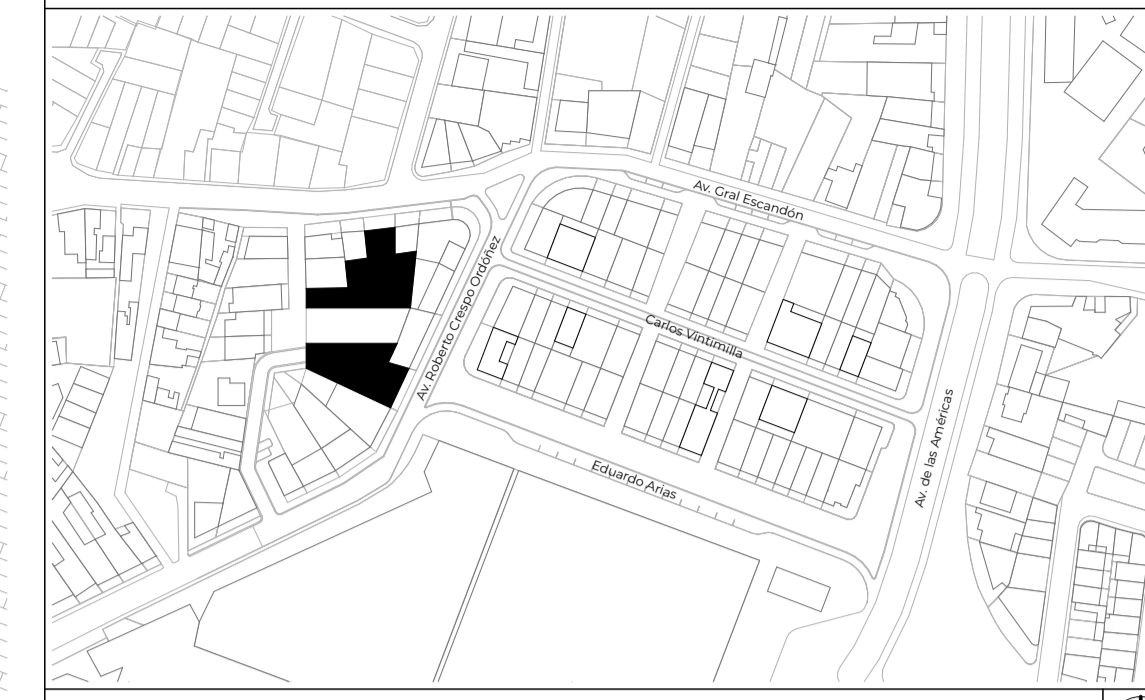 Av. Gral Escandón
Av. Roberto Crespo Ordóñez
Carlos Vintimilla
Av. de las Américas
Eduardo Arias